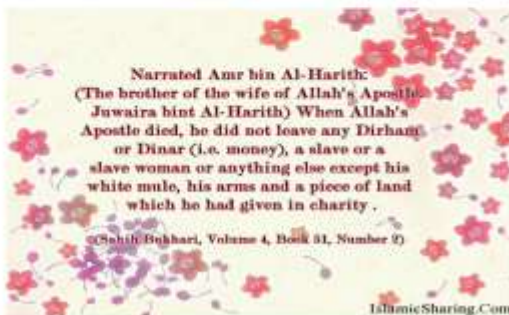 Narrated Amr bin Al-Harith:
(The brother of the wife of Allah's Apostle.
Juwaira bint Al-Harith) When Allah's
Apostle died, he did not leave any Dirham
or Dinar (i.e. money), a slave or a
slave woman or anything else except his
white mule, his arms and a piece of land
which he had given in charity .
(Sahih Bukhari, Volume 4, Book 51, Number 2)
IslamicSharing.Com